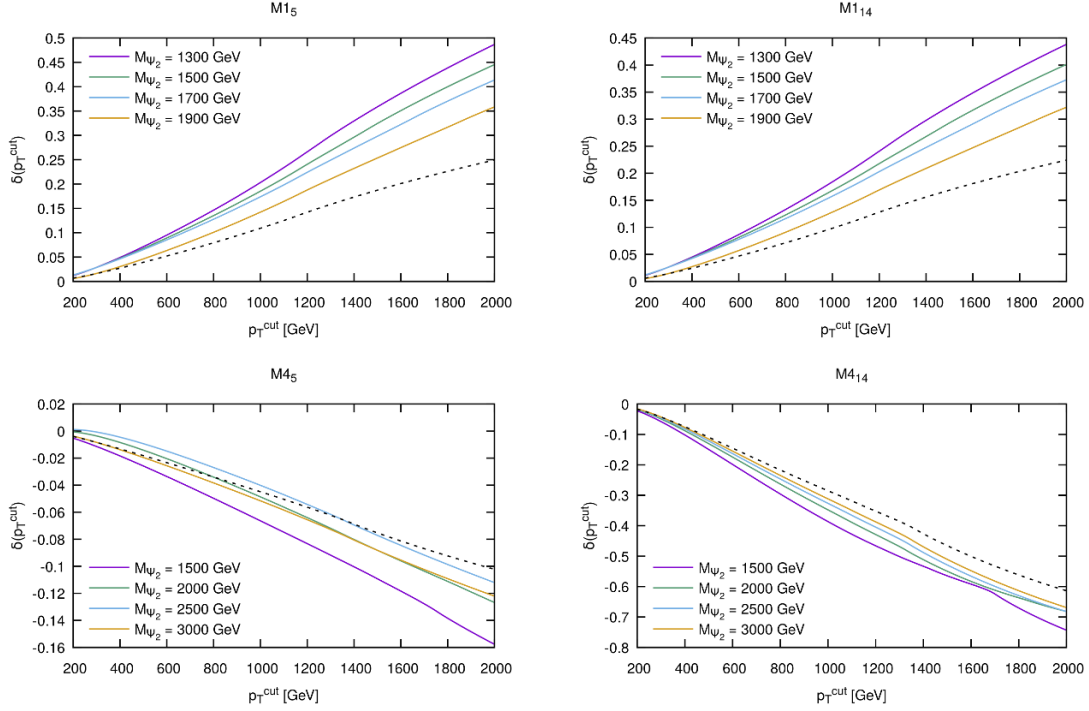 M1₅
δ(p_T^cut)
0.5
0.45
0.4
0.35
0.3
0.25
0.2
0.15
0.1
0.05
0
M_Ψ₂ = 1300 GeV
M_Ψ₂ = 1500 GeV
M_Ψ₂ = 1700 GeV
M_Ψ₂ = 1900 GeV
200 400 600 800 1000 1200 1400 1600 1800 2000
p_T^cut [GeV]
M1₁₄
δ(p_T^cut)
0.45
0.4
0.35
0.3
0.25
0.2
0.15
0.1
0.05
0
M_Ψ₂ = 1300 GeV
M_Ψ₂ = 1500 GeV
M_Ψ₂ = 1700 GeV
M_Ψ₂ = 1900 GeV
200 400 600 800 1000 1200 1400 1600 1800 2000
p_T^cut [GeV]
M4₅
δ(p_T^cut)
0.02
0
-0.02
-0.04
-0.06
-0.08
-0.1
-0.12
-0.14
-0.16
M_Ψ₂ = 1500 GeV
M_Ψ₂ = 2000 GeV
M_Ψ₂ = 2500 GeV
M_Ψ₂ = 3000 GeV
200 400 600 800 1000 1200 1400 1600 1800 2000
p_T^cut [GeV]
M4₁₄
δ(p_T^cut)
0
-0.1
-0.2
-0.3
-0.4
-0.5
-0.6
-0.7
-0.8
M_Ψ₂ = 1500 GeV
M_Ψ₂ = 2000 GeV
M_Ψ₂ = 2500 GeV
M_Ψ₂ = 3000 GeV
200 400 600 800 1000 1200 1400 1600 1800 2000
p_T^cut [GeV]